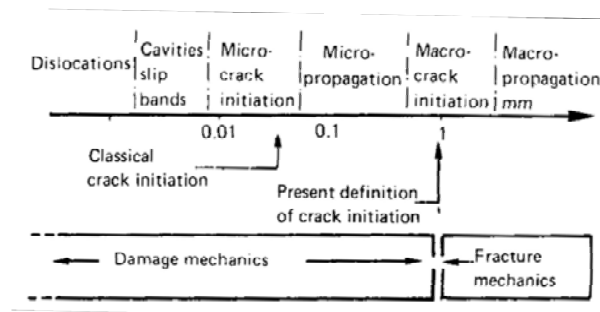 Cavities Micro- Micro- Macro- Macro-
Dislocations slip crack propagation crack propagation
bands initiation initiation mm
0.01 0.1 1
Classical
crack initiation
Present definition
of crack initiation
Damage mechanics
Fracture
mechanics